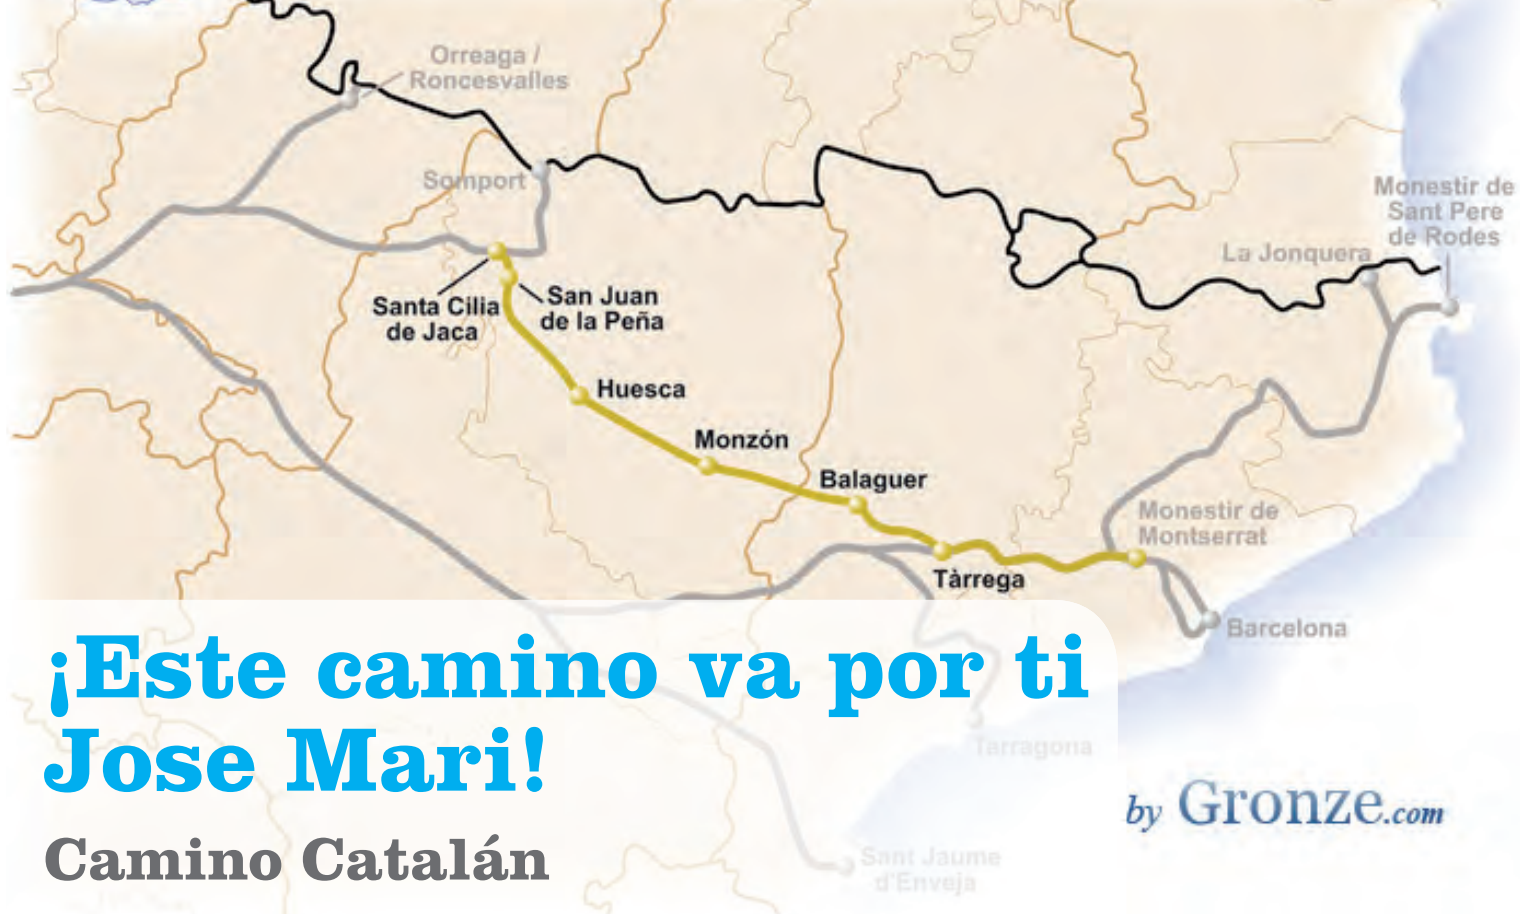 Orreaga /
Roncesvalles
Somport
Monestir de
Sant Pere
de Rodes
La Jonquera
Santa Cilia
de Jaca
San Juan
de la Peña
Huesca
Monzón
Balaguer
Monestir de
Montserrat
Tàrrega
Barcelona
¡Este camino va por ti
Jose Mari!
Tarragona
by Gronze.com
Camino Catalán
Sant Jaume
d'Enveja